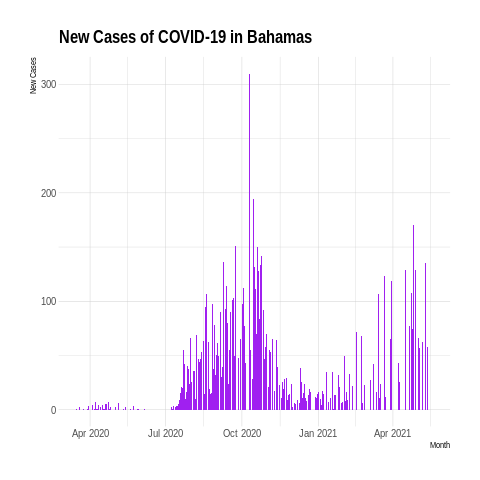 New Cases of COVID-19 in Bahamas
New Cases
300
200
100
0
Apr 2020 Jul 2020 Oct 2020 Jan 2021 Apr 2021
Month